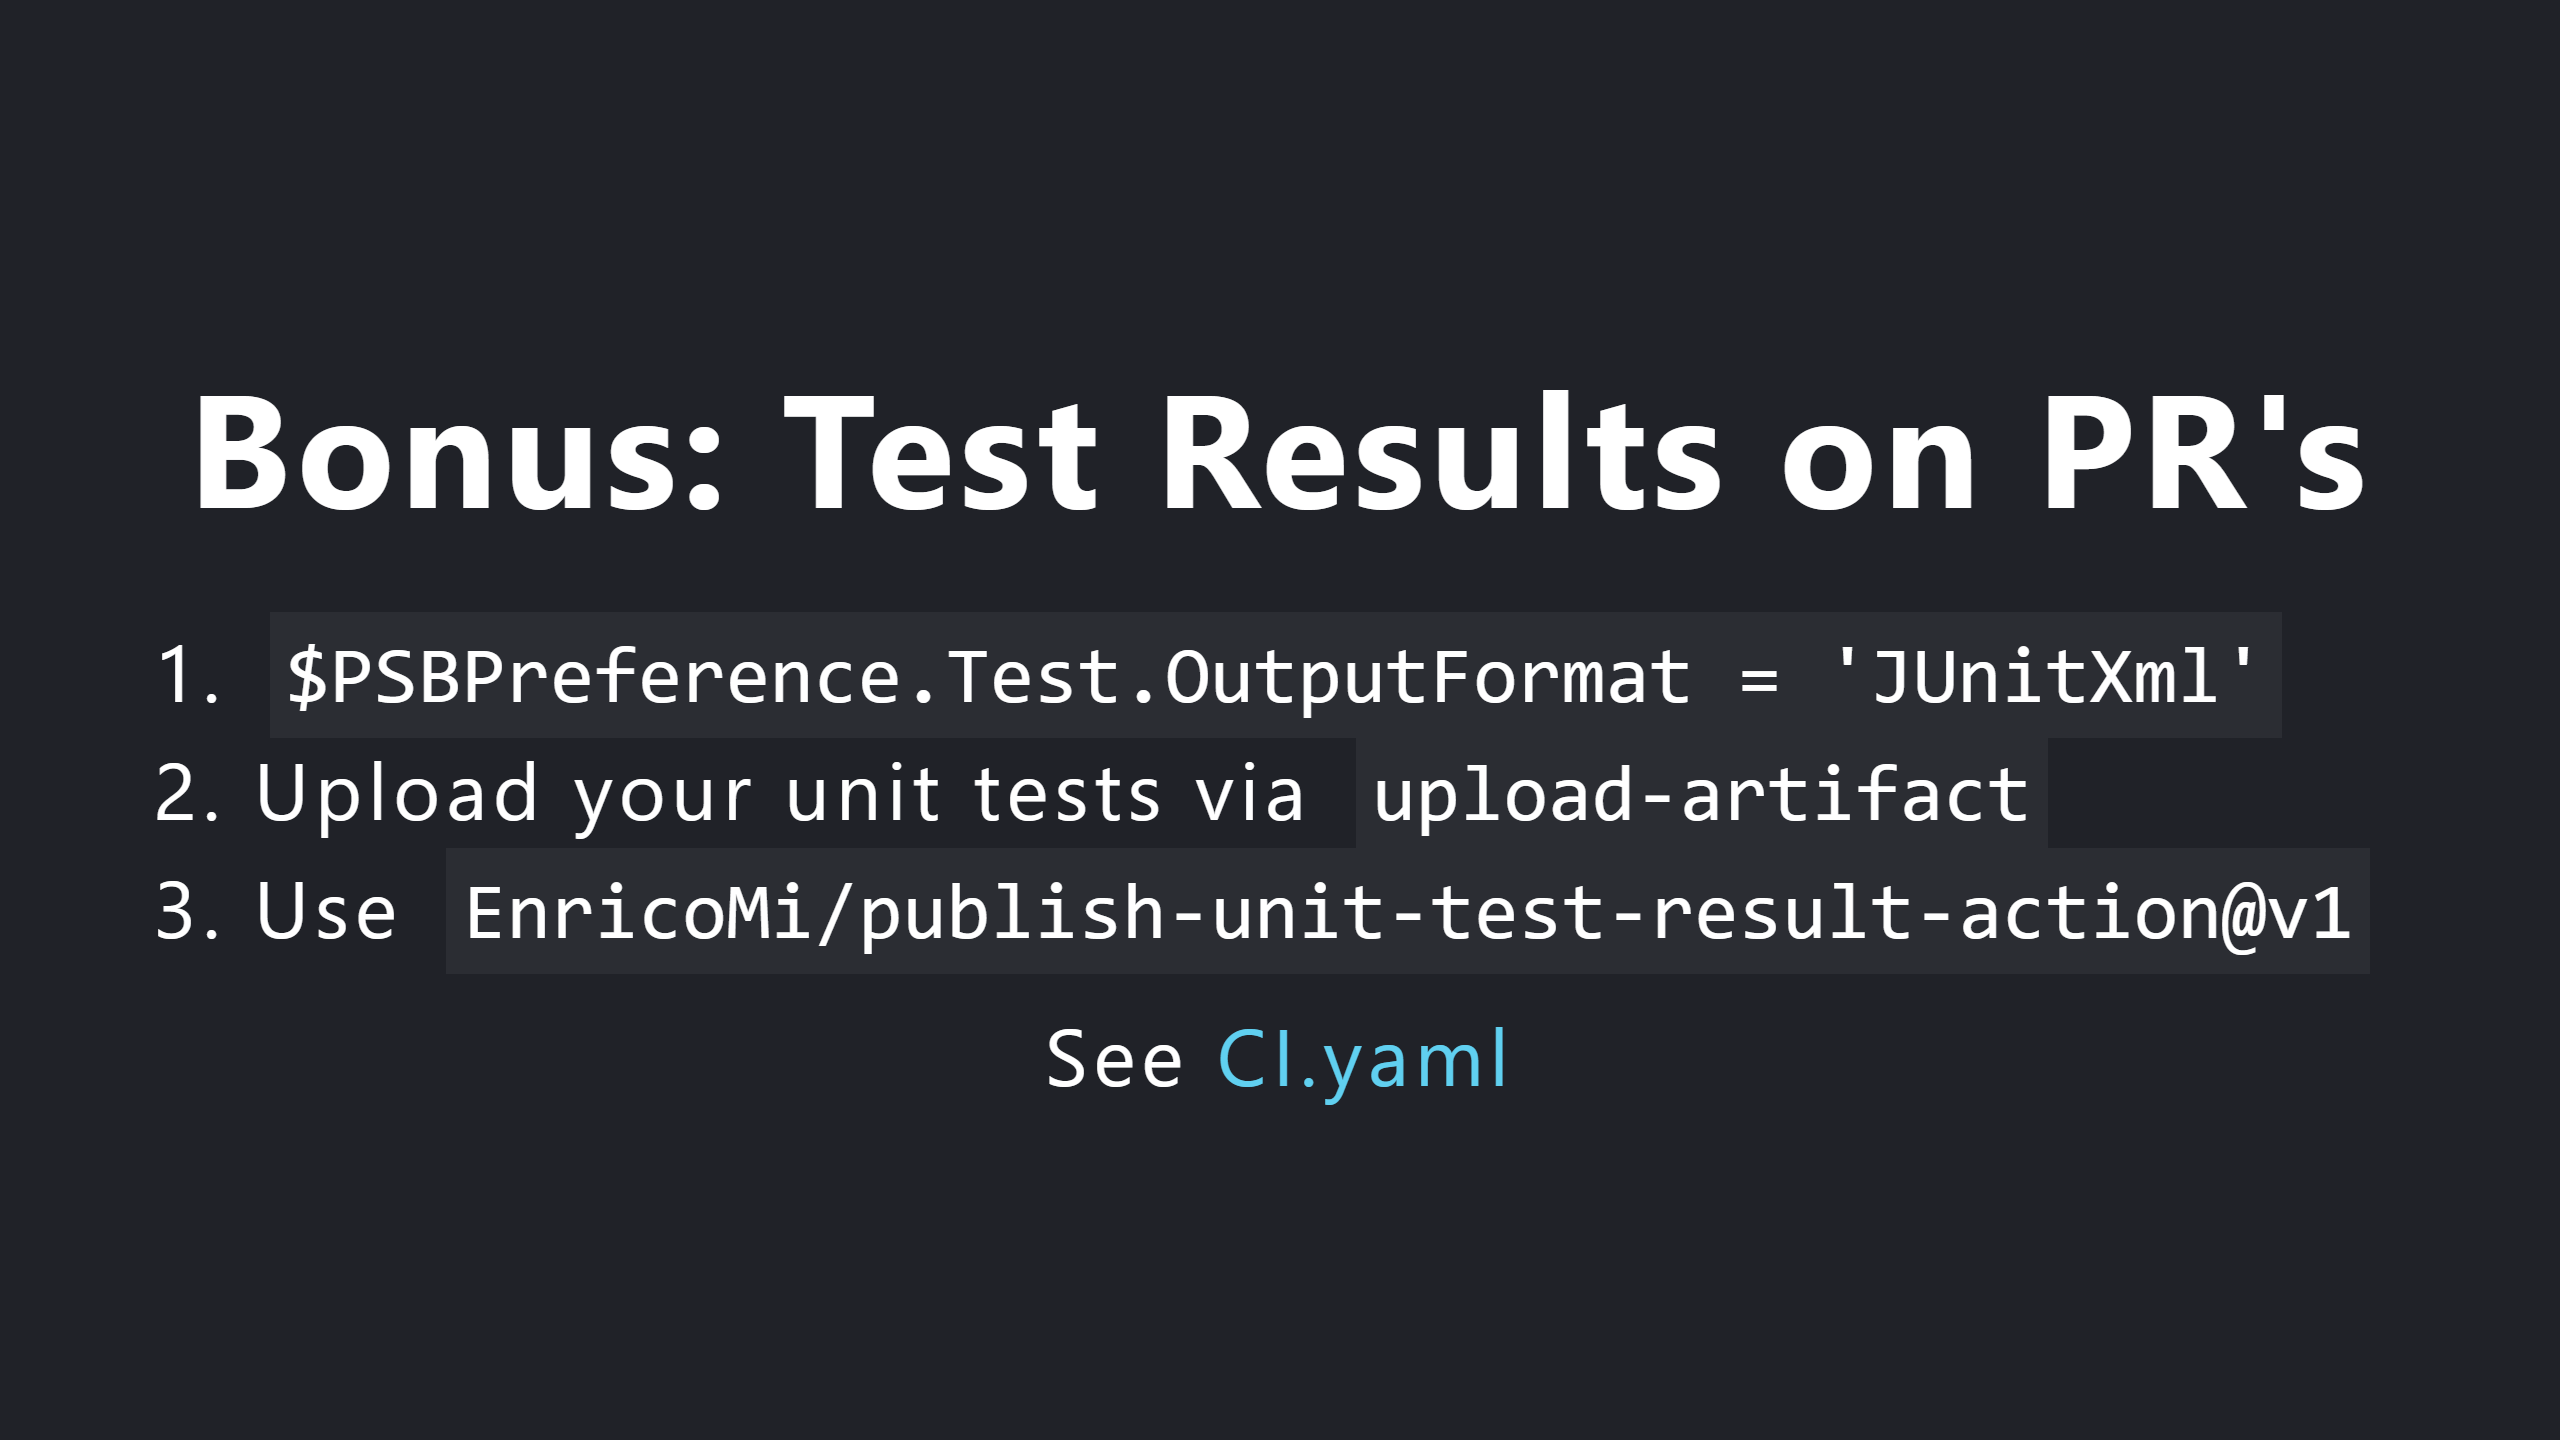 Bonus: Test Results on PR's
1. $PSBPreference.Test.OutputFormat = 'JUnitXml'
2. Upload your unit tests via upload-artifact
3. Use EnricoMi/publish-unit-test-result-action@v1
See CI.yaml